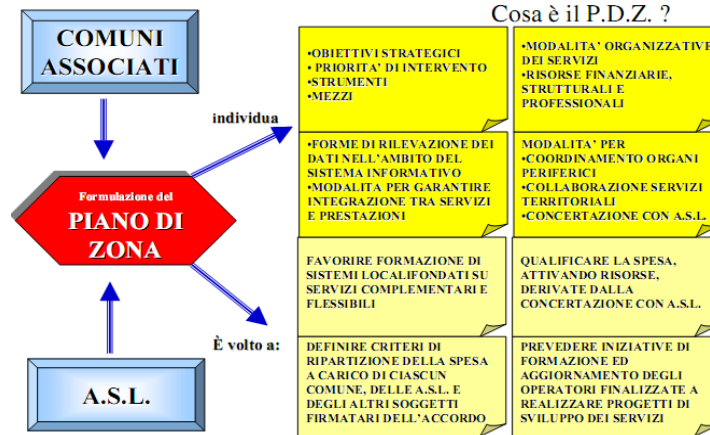 Cosa è il P.D.Z. ?
COMUNI
ASSOCIATI
individua
Formulazione del
PIANO DI
ZONA
È volto a:
A.S.L.
•OBIETTIVI STRATEGICI
• PRIORITA' DI INTERVENTO
•STRUMENTI
•MEZZI
•MODALITA' ORGANIZZATIVE
DEI SERVIZI
•RISORSE FINANZIARIE,
STRUTTURALI E
PROFESSIONALI
•FORME DI RILEVAZIONE DEI
DATI NELL'AMBITO DEL
SISTEMA INFORMATIVO
•MODALITA PER GARANTIRE
INTEGRAZIONE TRA SERVIZI
E PRESTAZIONI
MODALITA' PER
•COORDINAMENTO ORGANI
PERIFERICI
•COLLABORAZIONE SERVIZI
TERRITORIALI
•CONCERTAZIONE CON A.S.L.
FAVORIRE FORMAZIONE DI
SISTEMI LOCALIFONDATI SU
SERVIZI COMPLEMENTARI E
FLESSIBILI
QUALIFICARE LA SPESA,
ATTIVANDO RISORSE,
DERIVATE DALLA
CONCERTAZIONE CON A.S.L.
DEFINIRE CRITERI DI
RIPARTIZIONE DELLA SPESA
A CARICO DI CIASCUN
COMUNE, DELLE A.S.L. E
DEGLI ALTRI SOGGETTI
FIRMATARI DELL'ACCORDO
PREVEDERE INIZIATIVE DI
FORMAZIONE ED
AGGIORNAMENTO DEGLI
OPERATORI FINALIZZATE A
REALIZZARE PROGETTI DI
SVILUPPO DEI SERVIZI